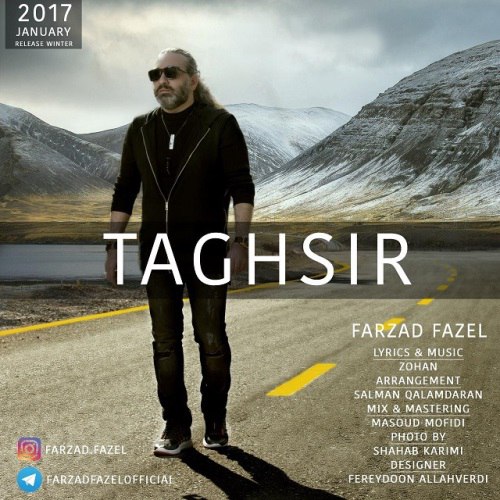 2017
JANUARY
RELEASE WINTER
TAGHSIR
FARZAD FAZEL
LYRICS & MUSIC
ZOHAN
ARRANGEMENT
SALMAN QALAMDARAN
MIX & MASTERING
MASOUD MOFIDI
PHOTO BY
SHAHAB KARIMI
DESIGNER
FEREYDOON ALLAHVERDI
FARZAD.FAZEL
FARZADFAZELOFFICIAL